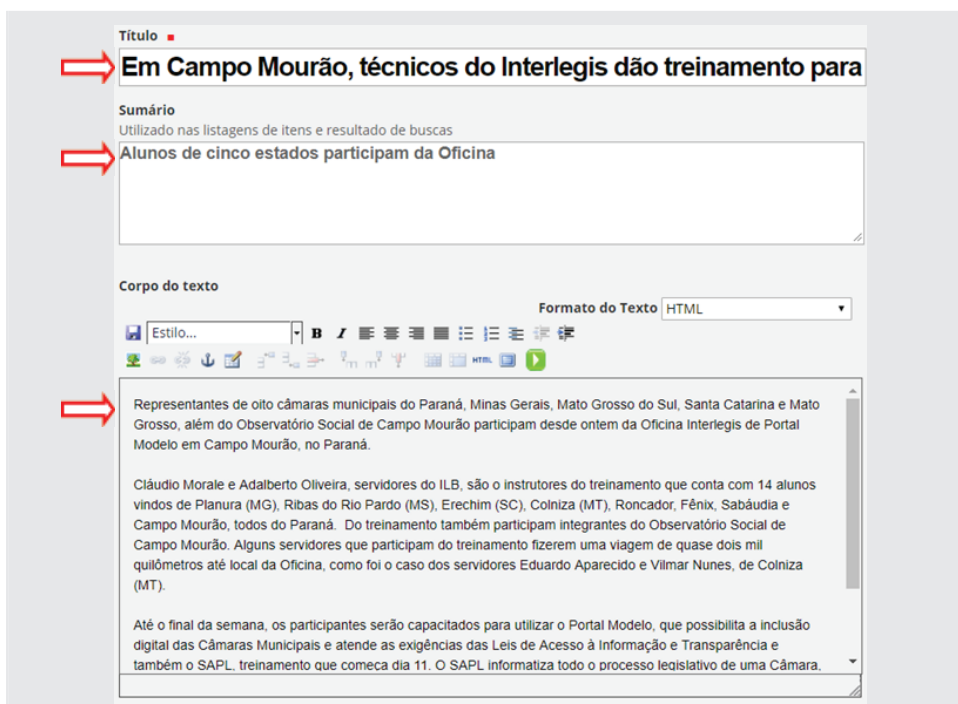 Título
Em Campo Mourão, técnicos do Interlegis dão treinamento para
Sumário
Utilizado nas listagens de itens e resultado de buscas
Alunos de cinco estados participam da Oficina
Corpo do texto
Formato do Texto HTML
Estilo...
B I
HTML
Representantes de oito câmaras municipais do Paraná, Minas Gerais, Mato Grosso do Sul, Santa Catarina e Mato
Grosso, além do Observatório Social de Campo Mourão participam desde ontem da Oficina Interlegis de Portal
Modelo em Campo Mourão, no Paraná.
Cláudio Morale e Adalberto Oliveira, servidores do ILB, são o instrutores do treinamento que conta com 14 alunos
vindos de Planura (MG), Ribas do Rio Pardo (MS), Erechim (SC), Colniza (MT), Roncador, Fênix, Sabáudia e
Campo Mourão, todos do Paraná.  Do treinamento também participam integrantes do Observatório Social de
Campo Mourão. Alguns servidores que participam do treinamento fizerem uma viagem de quase dois mil
quilômetros até local da Oficina, como foi o caso dos servidores Eduardo Aparecido e Vilmar Nunes, de Colniza
(MT).
Até o final da semana, os participantes serão capacitados para utilizar o Portal Modelo, que possibilita a inclusão
digital das Câmaras Municipais e atende as exigências das Leis de Acesso à Informação e Transparência e
também o SAPL, treinamento que começa dia 11. O SAPL informatiza todo o processo legislativo de uma Câmara,